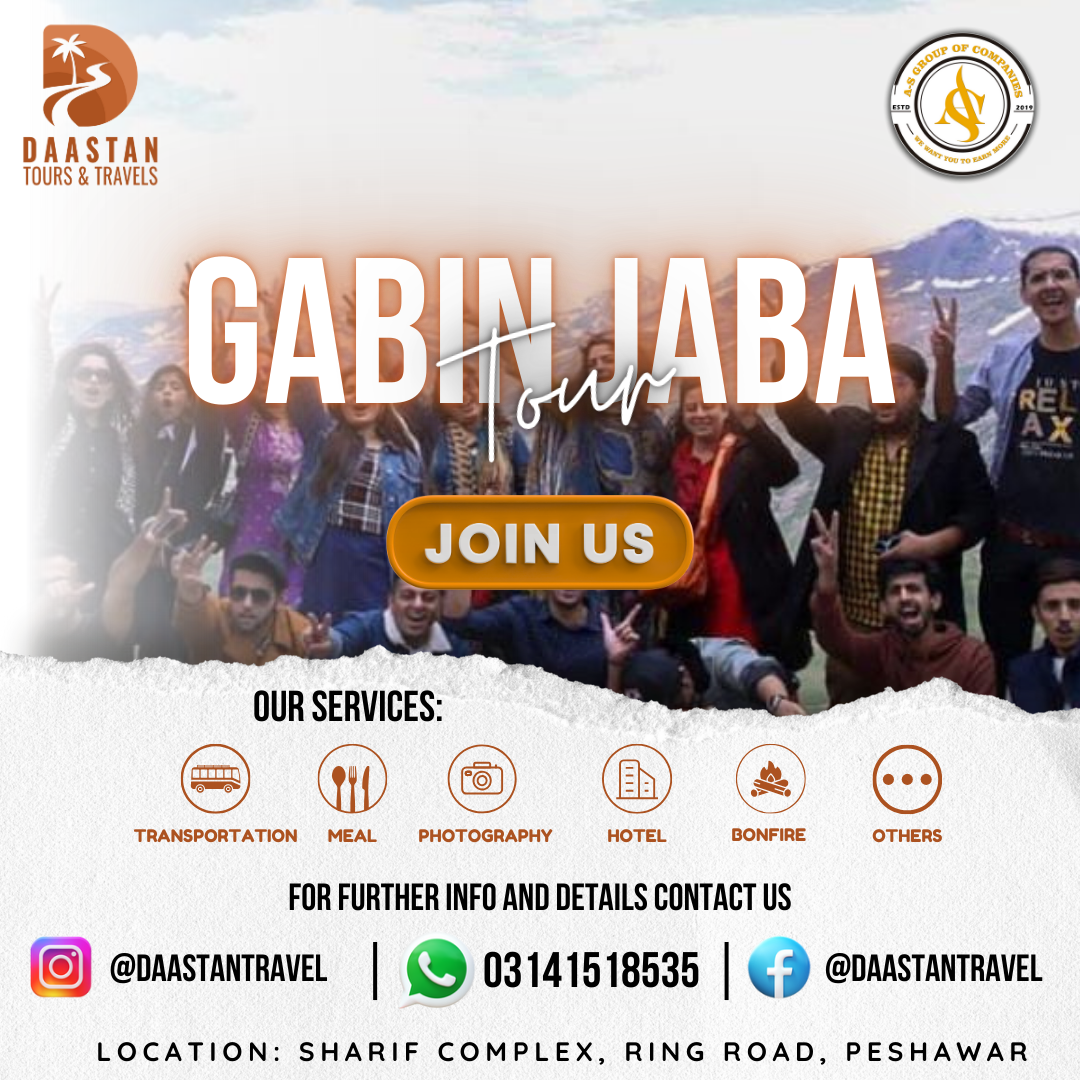 DAASTAN
TOURS & TRAVELS
A-S GROUP OF COMPANIES
ESTD 2019
WE WANT YOU TO EARN MORE
GABIN JABA
Tour
RELAX
JOIN US
OUR SERVICES:
TRANSPORTATION MEAL PHOTOGRAPHY HOTEL BONFIRE OTHERS
FOR FURTHER INFO AND DETAILS CONTACT US
@DAASTANTRAVEL | 03141518535 | @DAASTANTRAVEL
LOCATION: SHARIF COMPLEX, RING ROAD, PESHAWAR